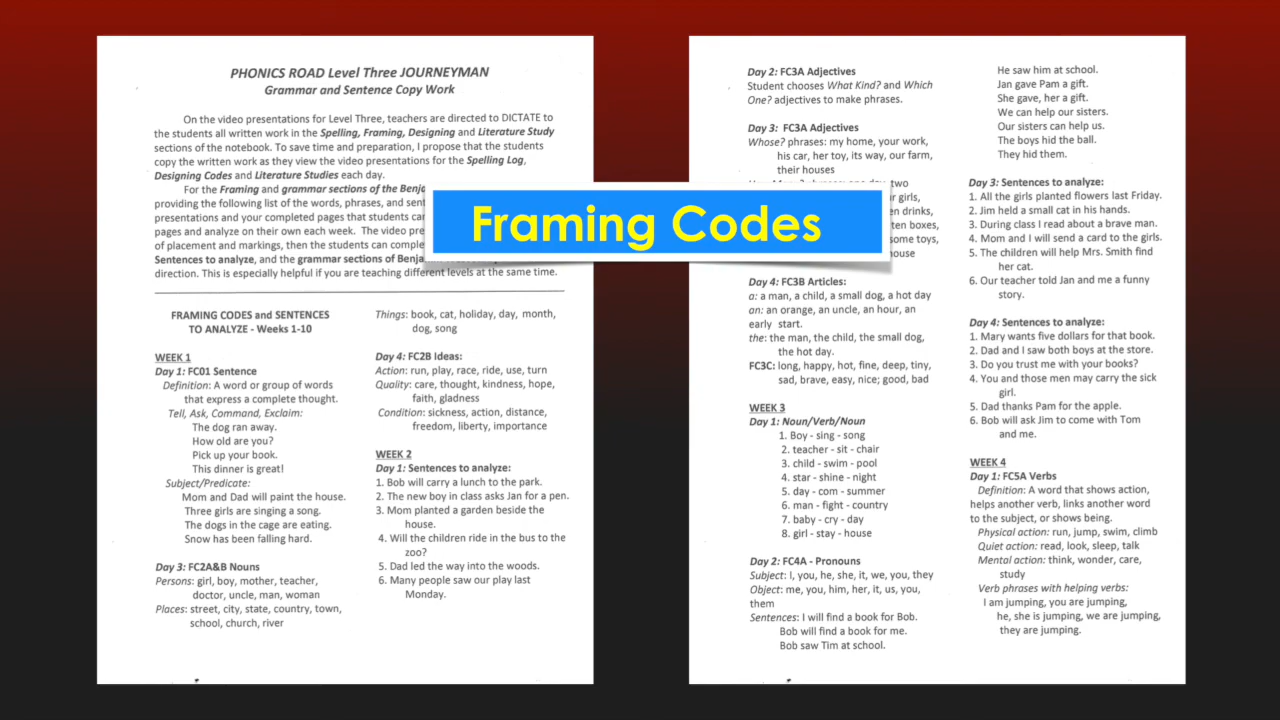 PHONICS ROAD Level Three JOURNEYMAN
Grammar and Sentence Copy Work
On the video presentations for Level Three, teachers are directed to DICTATE to
the students all written work in the Spelling, Framing, Designing and Literature Study
sections of the notebook. To save time and preparation, I propose that the students
copy the written work as they view the video presentations for the Spelling Log,
Designing Codes and Literature Studies each day.
For the Framing and grammar sections of the Benj
providing the following list of the words, phrases, and sent
presentations and your completed pages that students ca
pages and analyze on their own each week. The video pre
of placement and markings, then the students can comple
Sentences to analyze, and the grammar sections of Benja
direction. This is especially helpful if you are teaching different levels at the same time.
FRAMING CODES and SENTENCES
TO ANALYZE - Weeks 1-10
WEEK 1
Day 1: FC01 Sentence
Definition: A word or group of words
that express a complete thought.
Tell, Ask, Command, Exclaim:
The dog ran away.
How old are you?
Pick up your book.
This dinner is great!
Subject/Predicate:
Mom and Dad will paint the house.
Three girls are singing a song.
The dogs in the cage are eating.
Snow has been falling hard.
Day 3: FC2A&B Nouns
Persons: girl, boy, mother, teacher,
doctor, uncle, man, woman
Places: street, city, state, country, town,
school, church, river
Things: book, cat, holiday, day, month,
dog, song
Day 4: FC2B Ideas:
Action: run, play, race, ride, use, turn
Quality: care, thought, kindness, hope,
faith, gladness
Condition: sickness, action, distance,
freedom, liberty, importance
WEEK 2
Day 1: Sentences to analyze:
1. Bob will carry a lunch to the park.
2. The new boy in class asks Jan for a pen.
3. Mom planted a garden beside the
house.
4. Will the children ride in the bus to the
zoo?
5. Dad led the way into the woods.
6. Many people saw our play last
Monday.
Framing Codes
Day 2: FC3A Adjectives
Student chooses What Kind? and Which
One? adjectives to make phrases.
Day 3: FC3A Adjectives
Whose? phrases: my home, your work,
his car, her toy, its way, our farm,
their houses
two
r girls,
en drinks,
ten boxes,
some toys,
house
Day 4: FC3B Articles:
a: a man, a child, a small dog, a hot day
an: an orange, an uncle, an hour, an
early start.
the: the man, the child, the small dog,
the hot day.
FC3C: long, happy, hot, fine, deep, tiny,
sad, brave, easy, nice; good, bad
WEEK 3
Day 1: Noun/Verb/Noun
1. Boy - sing - song
2. teacher - sit - chair
3. child - swim - pool
4. star - shine - night
5. day - com - summer
6. man - fight - country
7. baby - cry - day
8. girl - stay - house
Day 2: FC4A - Pronouns
Subject: I, you, he, she, it, we, you, they
Object: me, you, him, her, it, us, you,
them
Sentences: I will find a book for Bob.
Bob will find a book for me.
Bob saw Tim at school.
He saw him at school.
Jan gave Pam a gift.
She gave, her a gift.
We can help our sisters.
Our sisters can help us.
The boys hid the ball.
They hid them.
Day 3: Sentences to analyze:
1. All the girls planted flowers last Friday.
2. Jim held a small cat in his hands.
3. During class I read about a brave man.
4. Mom and I will send a card to the girls.
5. The children will help Mrs. Smith find
her cat.
6. Our teacher told Jan and me a funny
story.
Day 4: Sentences to analyze:
1. Mary wants five dollars for that book.
2. Dad and I saw both boys at the store.
3. Do you trust me with your books?
4. You and those men may carry the sick
girl.
5. Dad thanks Pam for the apple.
6. Bob will ask Jim to come with Tom
and me.
WEEK 4
Day 1: FC5A Verbs
Definition: A word that shows action,
helps another verb, links another word
to the subject, or shows being.
Physical action: run, jump, swim, climb
Quiet action: read, look, sleep, talk
Mental action: think, wonder, care,
study
Verb phrases with helping verbs:
I am jumping, you are jumping,
he, she is jumping, we are jumping,
they are jumping.